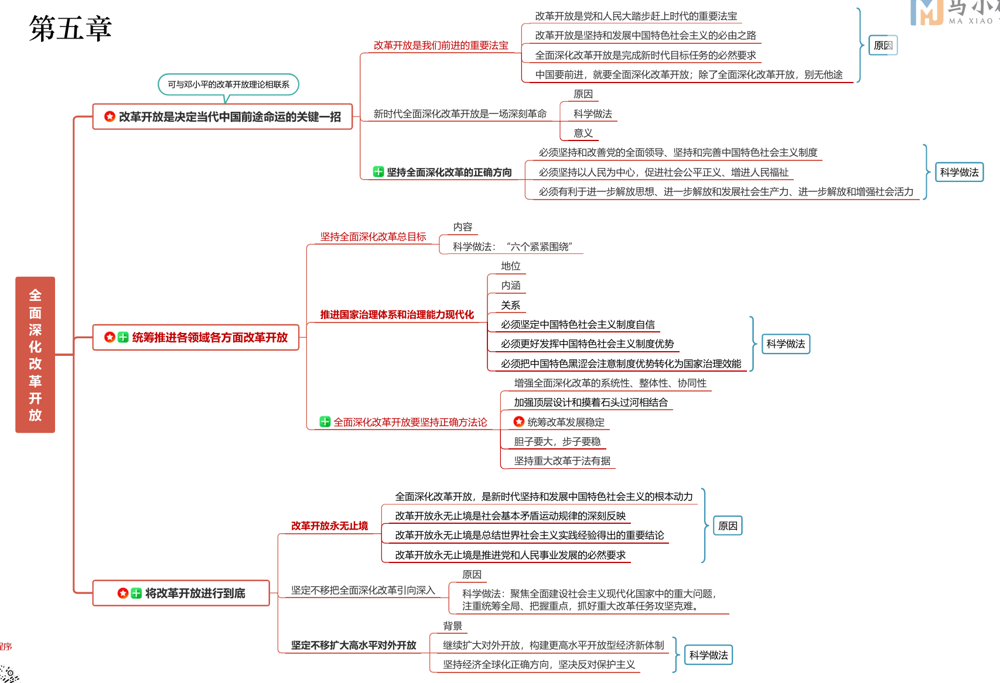 第五章
马小
MA XIAO
可与邓小平的改革开放理论相联系
全面深化改革开放
改革开放是决定当代中国前途命运的关键一招
改革开放是我们前进的重要法宝
改革开放是党和人民大踏步赶上时代的重要法宝
改革开放是坚持和发展中国特色社会主义的必由之路
全面深化改革开放是完成新时代目标任务的必然要求
中国要前进，就要全面深化改革开放；除了全面深化改革开放，别无他途
原因
新时代全面深化改革开放是一场深刻革命
原因
科学做法
意义
坚持全面深化改革的正确方向
必须坚持和改善党的全面领导、坚持和完善中国特色社会主义制度
必须坚持以人民为中心，促进社会公平正义、增进人民福祉
必须有利于进一步解放思想、进一步解放和发展社会生产力、进一步解放和增强社会活力
科学做法
统筹推进各领域各方面改革开放
坚持全面深化改革总目标
内容
科学做法：“六个紧紧围绕”
推进国家治理体系和治理能力现代化
地位
内涵
关系
必须坚定中国特色社会主义制度自信
必须更好发挥中国特色社会主义制度优势
必须把中国特色黑涩会注意制度优势转化为国家治理效能
科学做法
全面深化改革开放要坚持正确方法论
增强全面深化改革的系统性、整体性、协同性
加强顶层设计和摸着石头过河相结合
统筹改革发展稳定
胆子要大，步子要稳
坚持重大改革于法有据
将改革开放进行到底
改革开放永无止境
全面深化改革开放，是新时代坚持和发展中国特色社会主义的根本动力
改革开放永无止境是社会基本矛盾运动规律的深刻反映
改革开放永无止境是总结世界社会主义实践经验得出的重要结论
改革开放永无止境是推进党和人民事业发展的必然要求
原因
坚定不移把全面深化改革引向深入
原因
科学做法：聚焦全面建设社会主义现代化国家中的重大问题，
注重统筹全局、把握重点，抓好重大改革任务攻坚克难。
坚定不移扩大高水平对外开放
背景
继续扩大对外开放，构建更高水平开放型经济新体制
坚持经济全球化正确方向，坚决反对保护主义
科学做法
程序